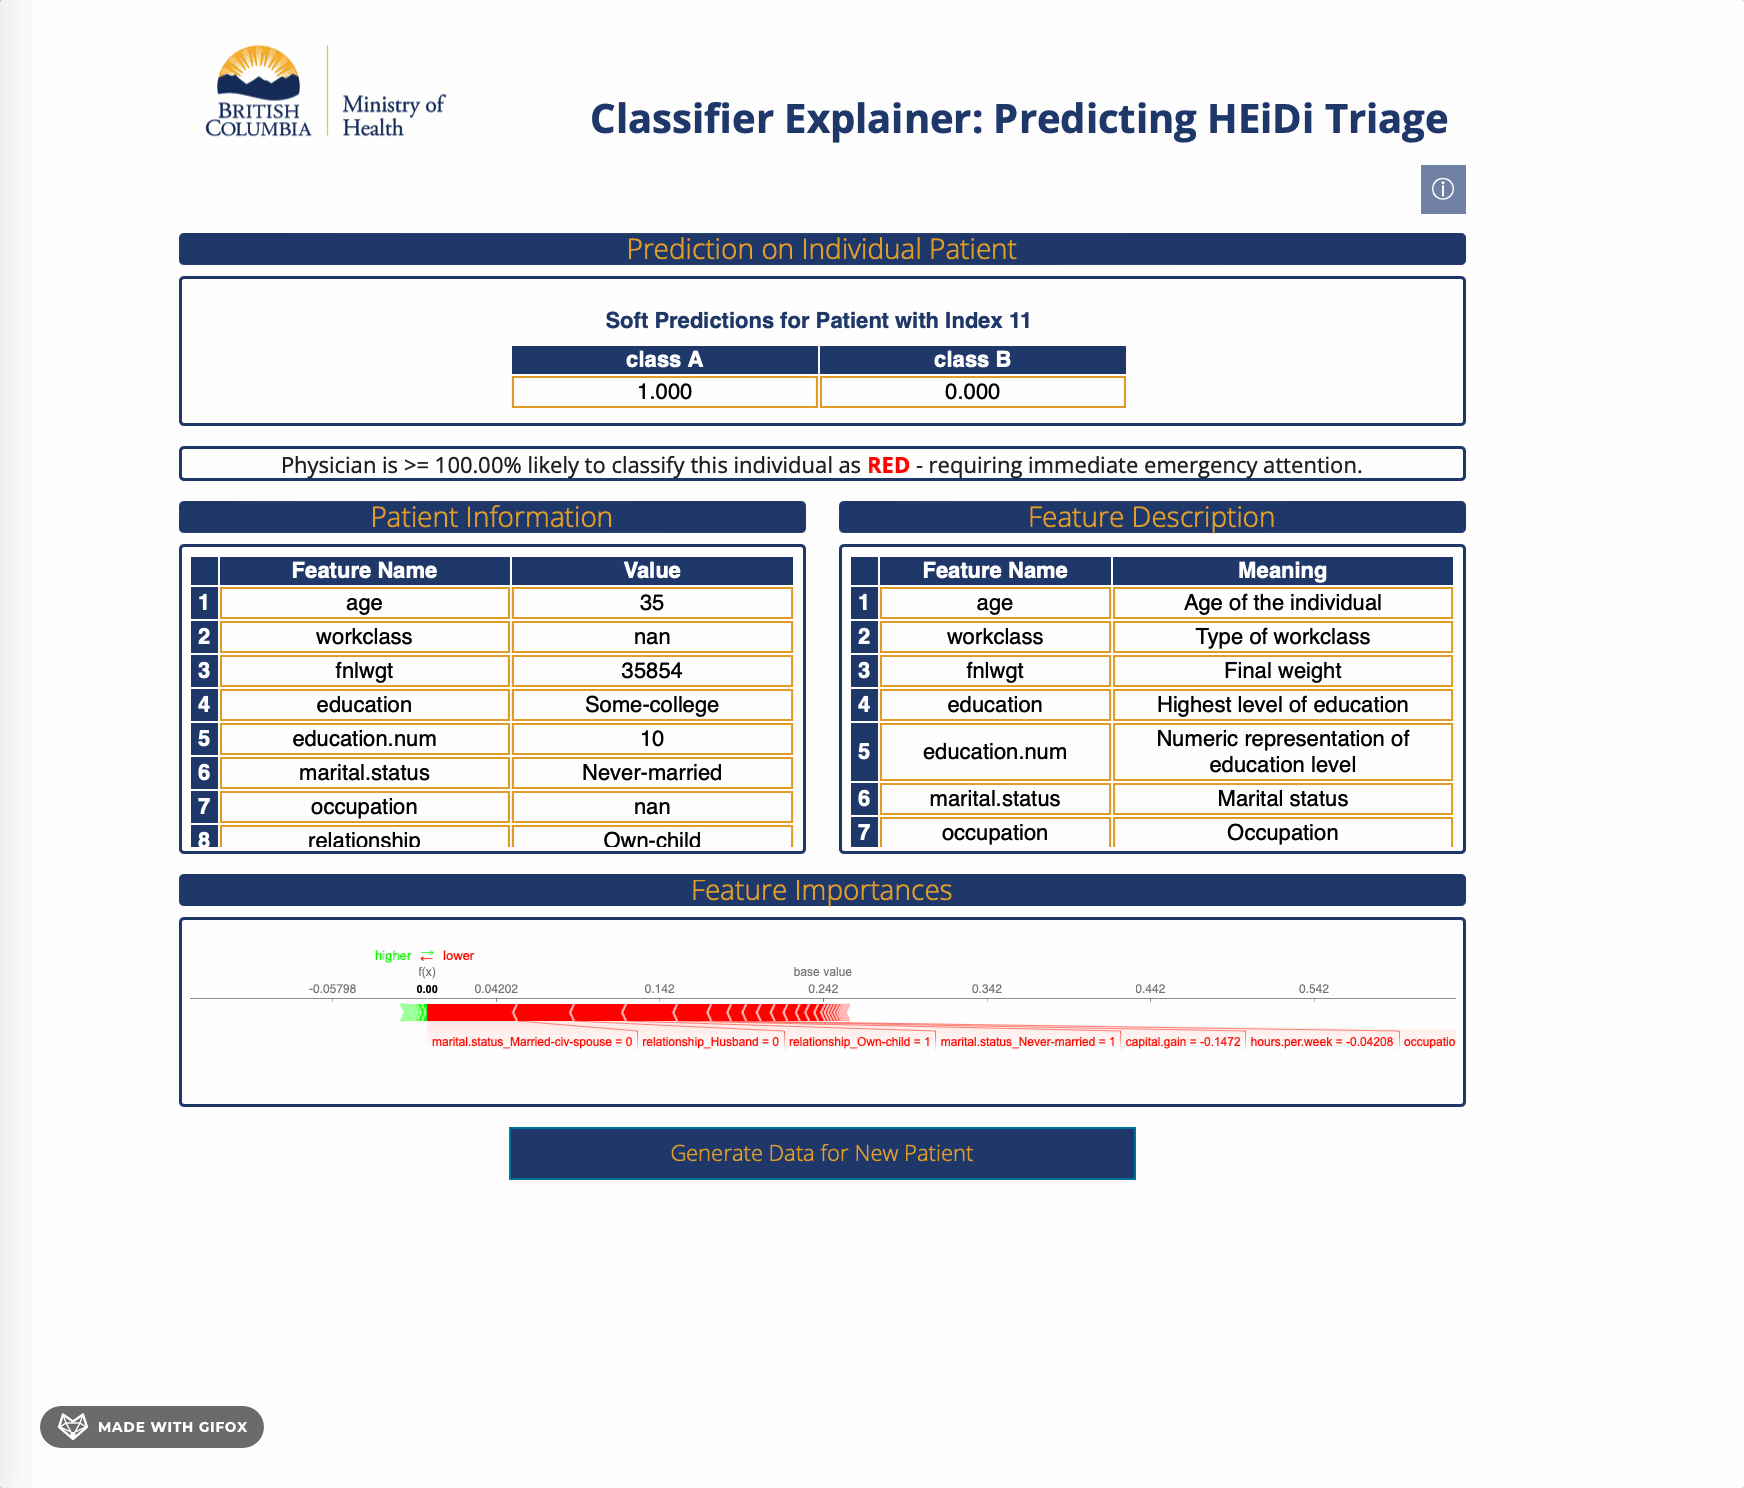 BRITISH
COLUMBIA
Ministry of
Health
Classifier Explainer: Predicting HEiDi Triage
Prediction on Individual Patient
Soft Predictions for Patient with Index 11
class A class B
1.000 0.000
Physician is >= 100.00% likely to classify this individual as RED - requiring immediate emergency attention.
Patient Information
Feature Name Value
1 age 35
2 workclass nan
3 fnlwgt 35854
4 education Some-college
5 education.num 10
6 marital.status Never-married
7 occupation nan
8 relationship Own-child
Feature Description
Feature Name Meaning
1 age Age of the individual
2 workclass Type of workclass
3 fnlwgt Final weight
4 education Highest level of education
5 education.num Numeric representation of
education level
6 marital.status Marital status
7 occupation Occupation
Feature Importances
higher ⇄ lower
f(x) base value
-0.05798 0.00 0.04202 0.142 0.242 0.342 0.442 0.542
marital.status_Married-civ-spouse = 0 relationship_Husband = 0 relationship_Own-child = 1 marital.status_Never-married = 1 capital.gain = -0.1472 hours.per.week = -0.04208 occupatio
Generate Data for New Patient
MADE WITH GIFOX